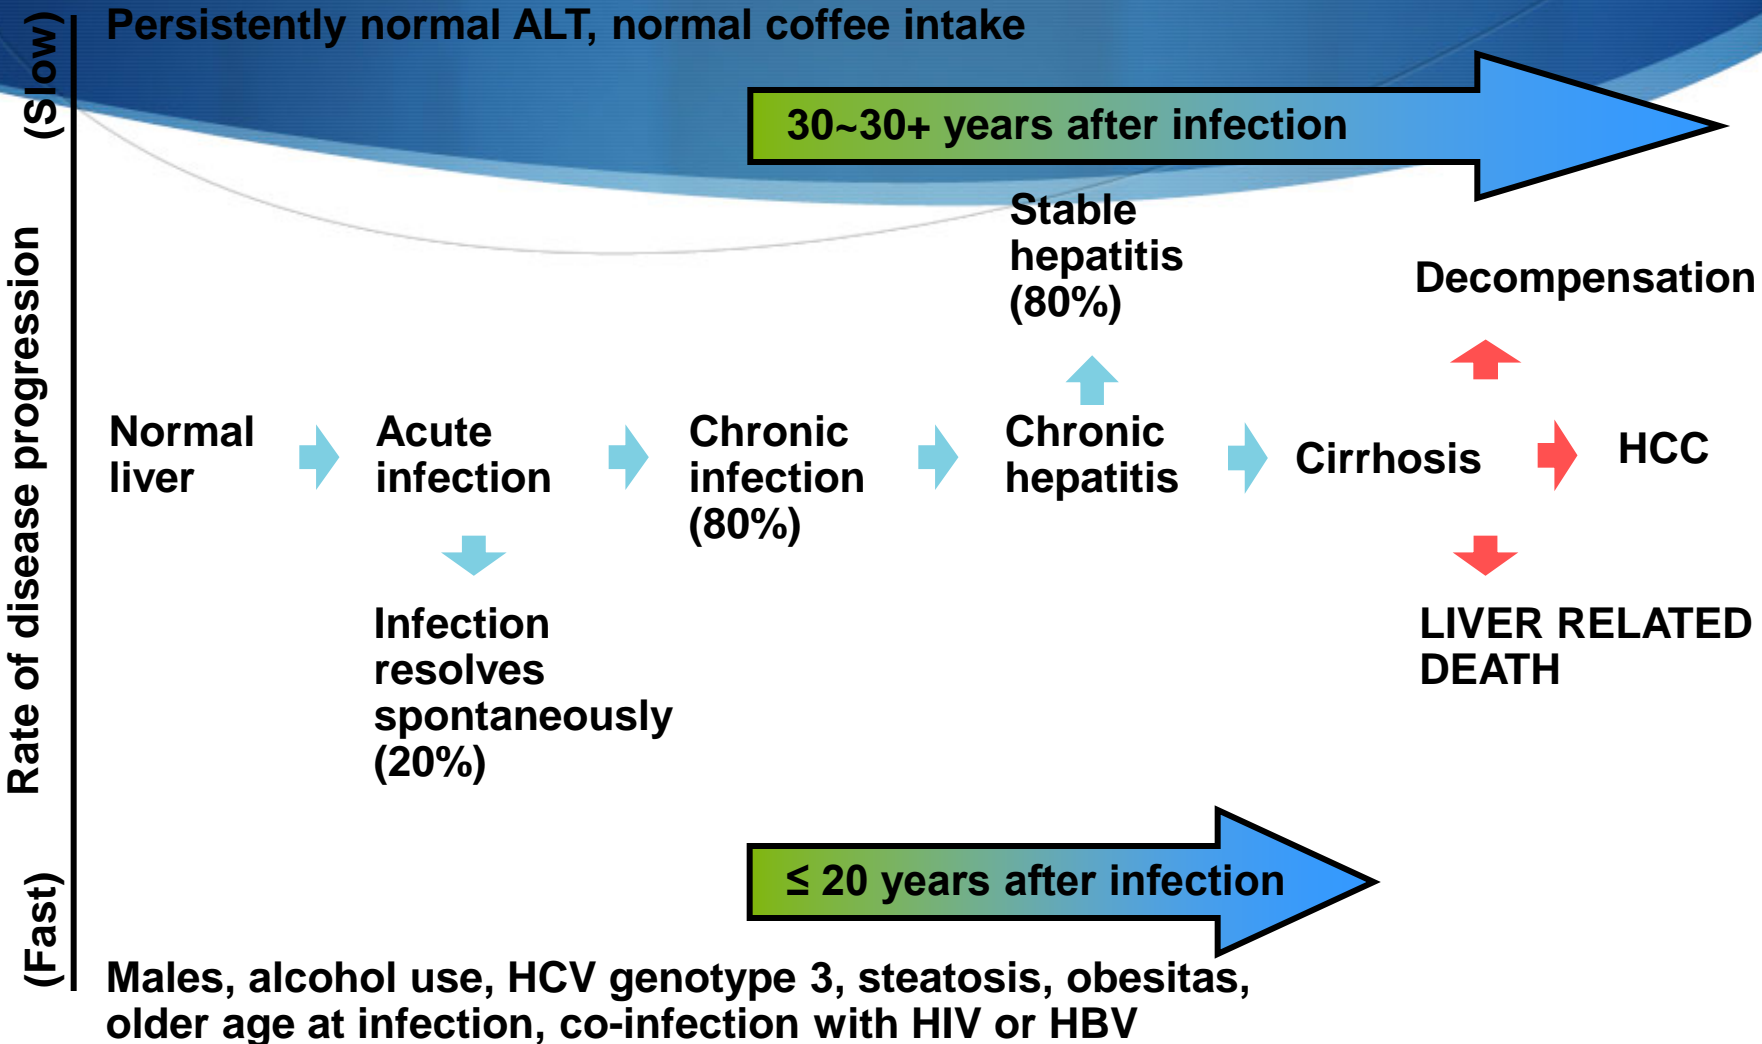 Persistently normal ALT, normal coffee intake
(Slow)
Rate of disease progression
(Fast)
30~30+ years after infection
Stable
hepatitis
(80%)
Decompensation
Normal
liver
Acute
infection
Chronic
infection
(80%)
Chronic
hepatitis
Cirrhosis
HCC
Infection
resolves
spontaneously
(20%)
LIVER RELATED
DEATH
≤ 20 years after infection
Males, alcohol use, HCV genotype 3, steatosis, obesitas,
older age at infection, co-infection with HIV or HBV